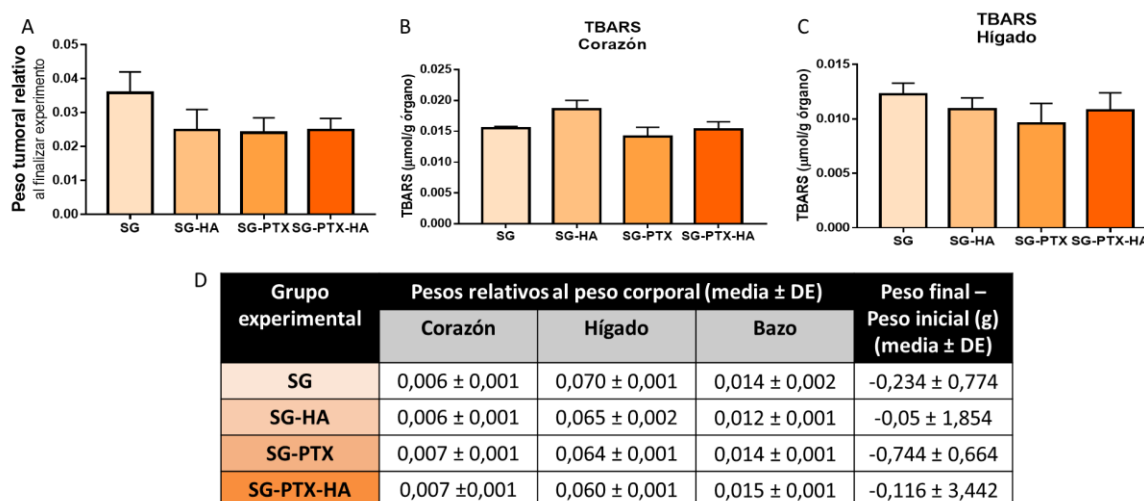 A
Peso tumoral relativo
al finalizar experimento
0.05
0.04
0.03
0.02
0.01
0.00
SG
SG-HA
SG-PTX
SG-PTX-HA
B
TBARS
Corazón
TBARS (µmol/g órgano)
0.025
0.020
0.015
0.010
0.005
0.000
SG
SG-HA
SG-PTX
SG-PTX-HA
C
TBARS
Hígado
TBARS (µmol/g órgano)
0.015
0.010
0.005
0.000
SG
SG-HA
SG-PTX
SG-PTX-HA
D
Grupo experimental
Pesos relativos al peso corporal (media ± DE)
Peso final –
Peso inicial (g)
(media ± DE)
Corazón
Hígado
Bazo
SG 0,006 ± 0,001 0,070 ± 0,001 0,014 ± 0,002 -0,234 ± 0,774
SG-HA 0,006 ± 0,001 0,065 ± 0,002 0,012 ± 0,001 -0,05 ± 1,854
SG-PTX 0,007 ± 0,001 0,064 ± 0,001 0,014 ± 0,001 -0,744 ± 0,664
SG-PTX-HA 0,007 ±0,001 0,060 ± 0,001 0,015 ± 0,001 -0,116 ± 3,442